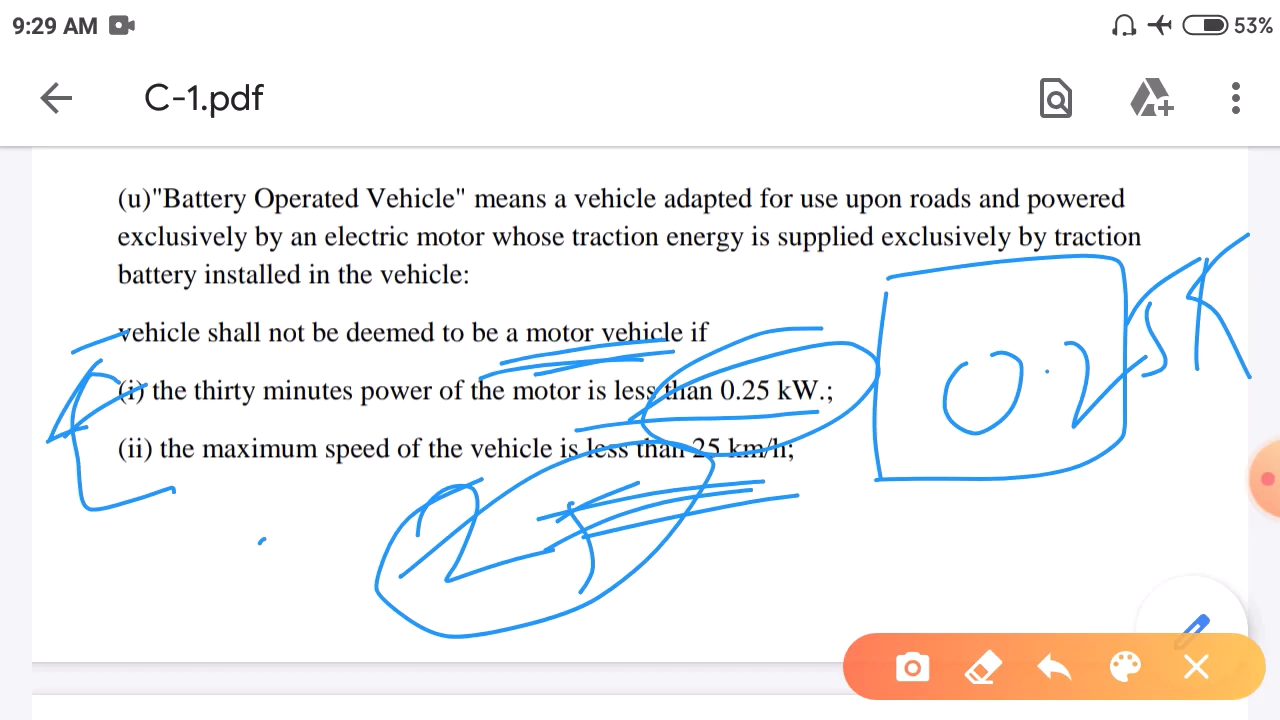 9:29 AM 53%
C-1.pdf
(u)"Battery Operated Vehicle" means a vehicle adapted for use upon roads and powered
exclusively by an electric motor whose traction energy is supplied exclusively by traction
battery installed in the vehicle:
vehicle shall not be deemed to be a motor vehicle if
(i) the thirty minutes power of the motor is less than 0.25 kW.;
(ii) the maximum speed of the vehicle is less than 25 km/h;
0.25K
25